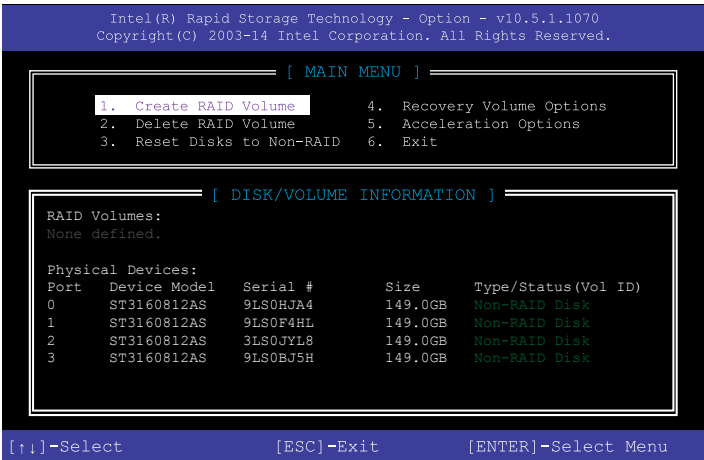 Intel(R) Rapid Storage Technology - Option - v10.5.1.1070
Copyright(C) 2003-14 Intel Corporation. All Rights Reserved.
[ MAIN MENU ]
1. Create RAID Volume 4. Recovery Volume Options
2. Delete RAID Volume 5. Acceleration Options
3. Reset Disks to Non-RAID 6. Exit
[ DISK/VOLUME INFORMATION ]
RAID Volumes:
None defined.
Physical Devices:
Port Device Model Serial # Size Type/Status(Vol ID)
0 ST3160812AS 9LS0HJA4 149.0GB Non-RAID Disk
1 ST3160812AS 9LS0F4HL 149.0GB Non-RAID Disk
2 ST3160812AS 3LS0JYL8 149.0GB Non-RAID Disk
3 ST3160812AS 9LS0BJ5H 149.0GB Non-RAID Disk
[↑↓]-Select [ESC]-Exit [ENTER]-Select Menu